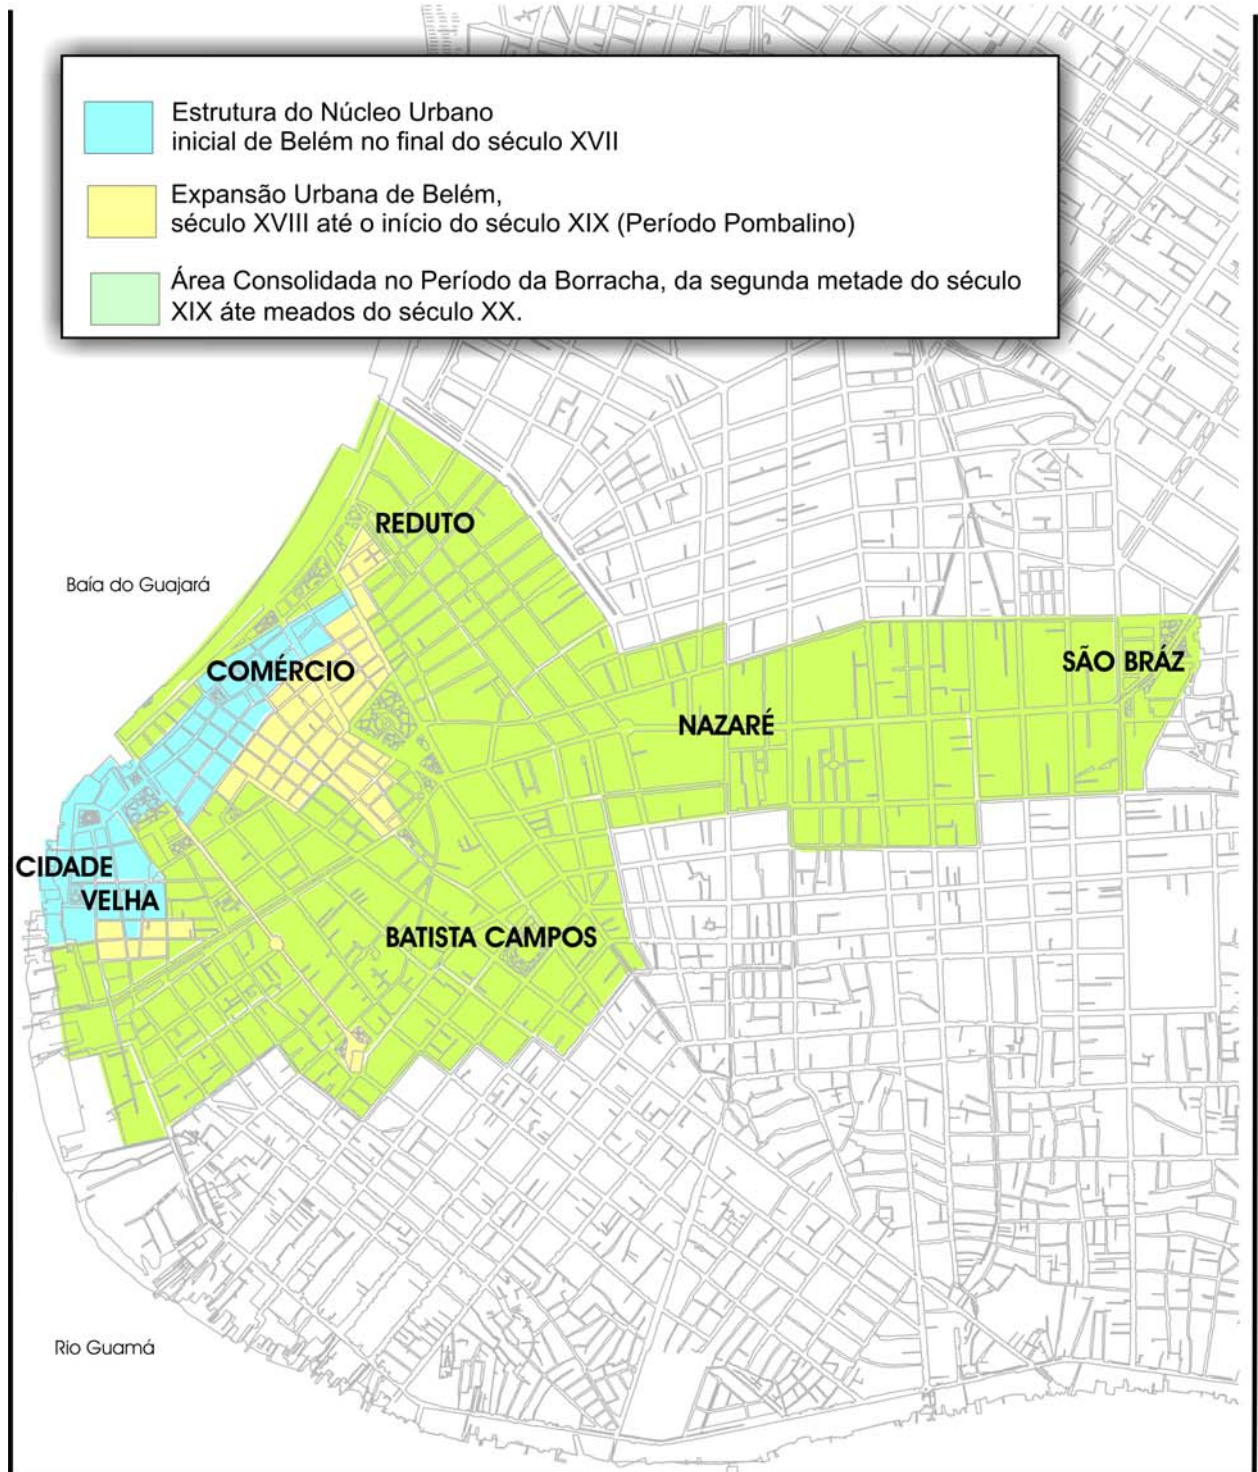 Estrutura do Núcleo Urbano
inicial de Belém no final do século XVII
Expansão Urbana de Belém,
século XVIII até o início do século XIX (Período Pombalino)
Área Consolidada no Período da Borracha, da segunda metade do século
XIX áte meados do século XX.
REDUTO
Baía do Guajará
COMÉRCIO
SÃO BRÁZ
NAZARÉ
CIDADE
VELHA
BATISTA CAMPOS
Rio Guamá